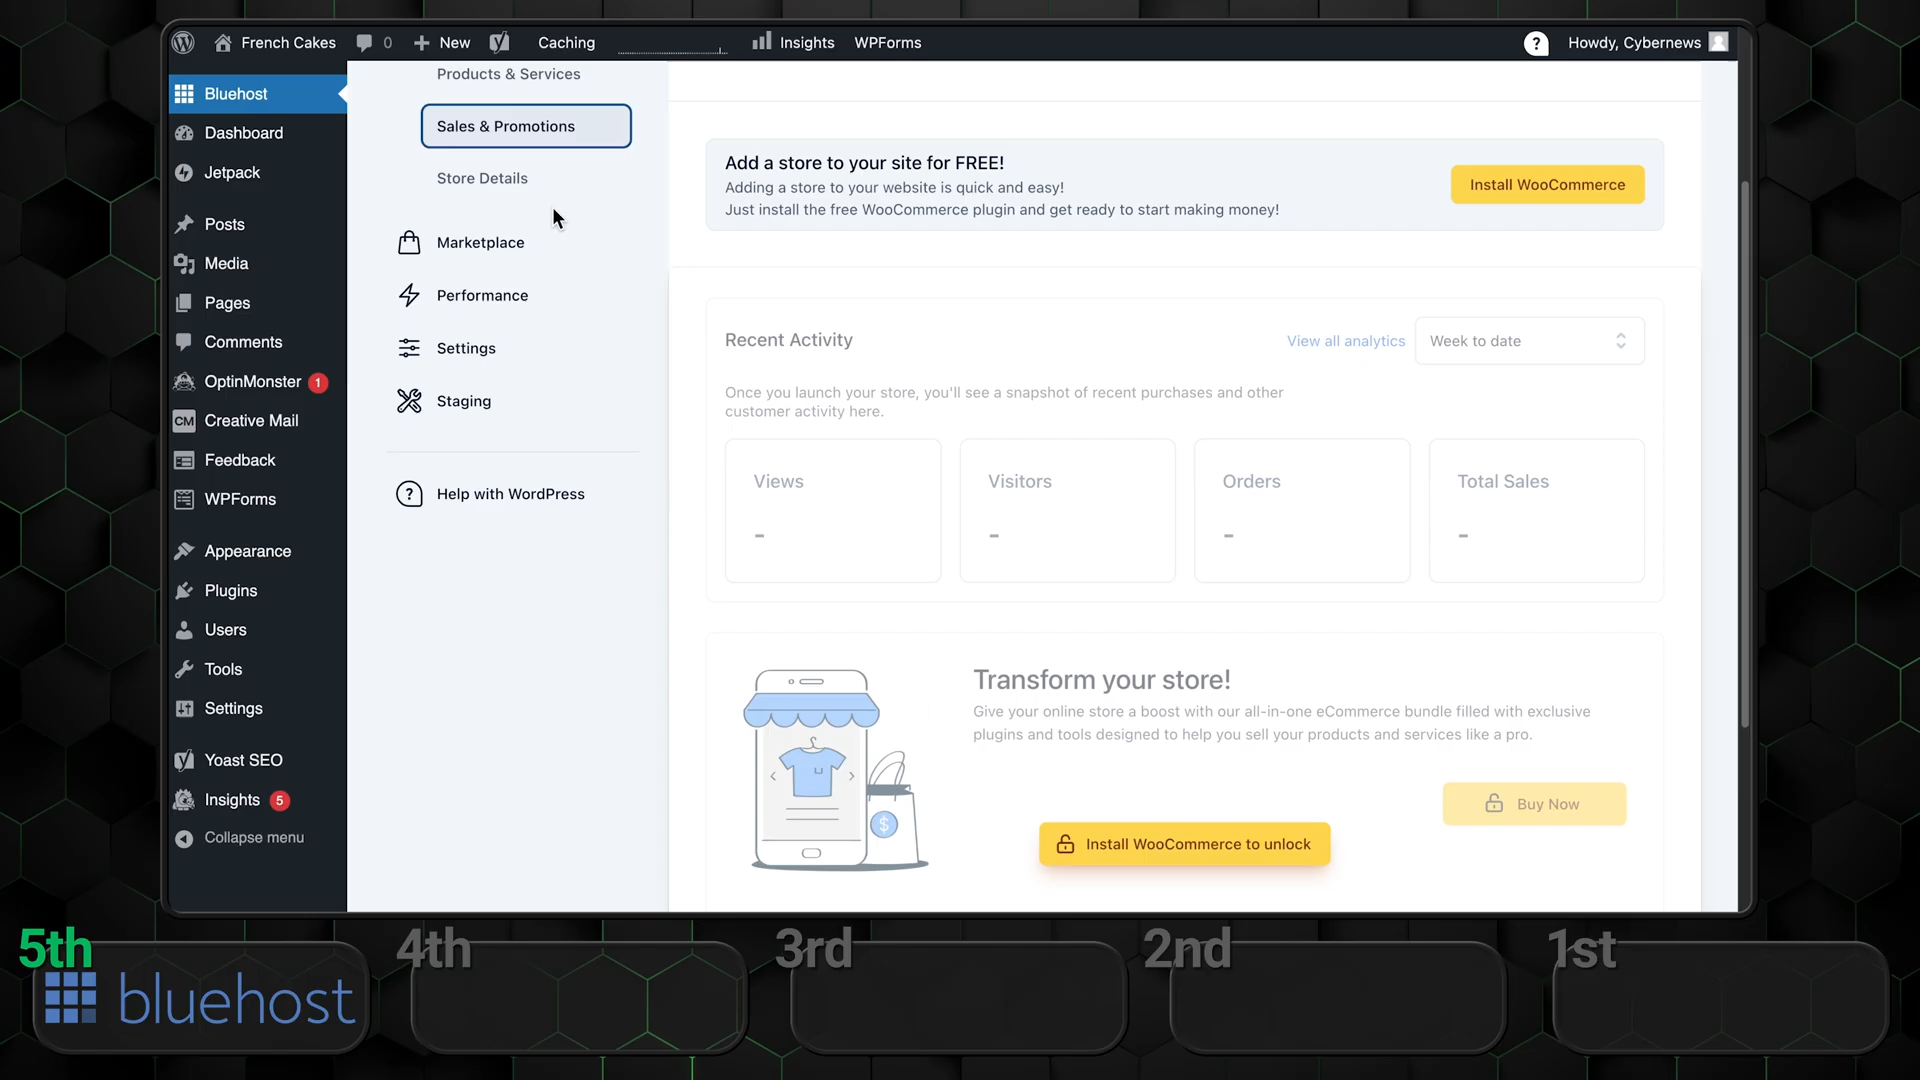 French Cakes
0
New
Caching
Insights
WPForms
?
Howdy, Cybernews
Bluehost
Dashboard
Jetpack
Posts
Media
Pages
Comments
OptinMonster 1
CM Creative Mail
Feedback
WPForms
Appearance
Plugins
Users
Tools
Settings
Yoast SEO
Insights 5
Collapse menu
Products & Services
Sales & Promotions
Store Details
Marketplace
Performance
Settings
Staging
? Help with WordPress
Add a store to your site for FREE!
Adding a store to your website is quick and easy!
Just install the free WooCommerce plugin and get ready to start making money!
Install WooCommerce
Recent Activity
View all analytics
Week to date
Once you launch your store, you'll see a snapshot of recent purchases and other
customer activity here.
Views
-
Visitors
-
Orders
-
Total Sales
-
Transform your store!
Give your online store a boost with our all-in-one eCommerce bundle filled with exclusive
plugins and tools designed to help you sell your products and services like a pro.
$
Buy Now
Install WooCommerce to unlock
5th
bluehost
4th
3rd
2nd
1st